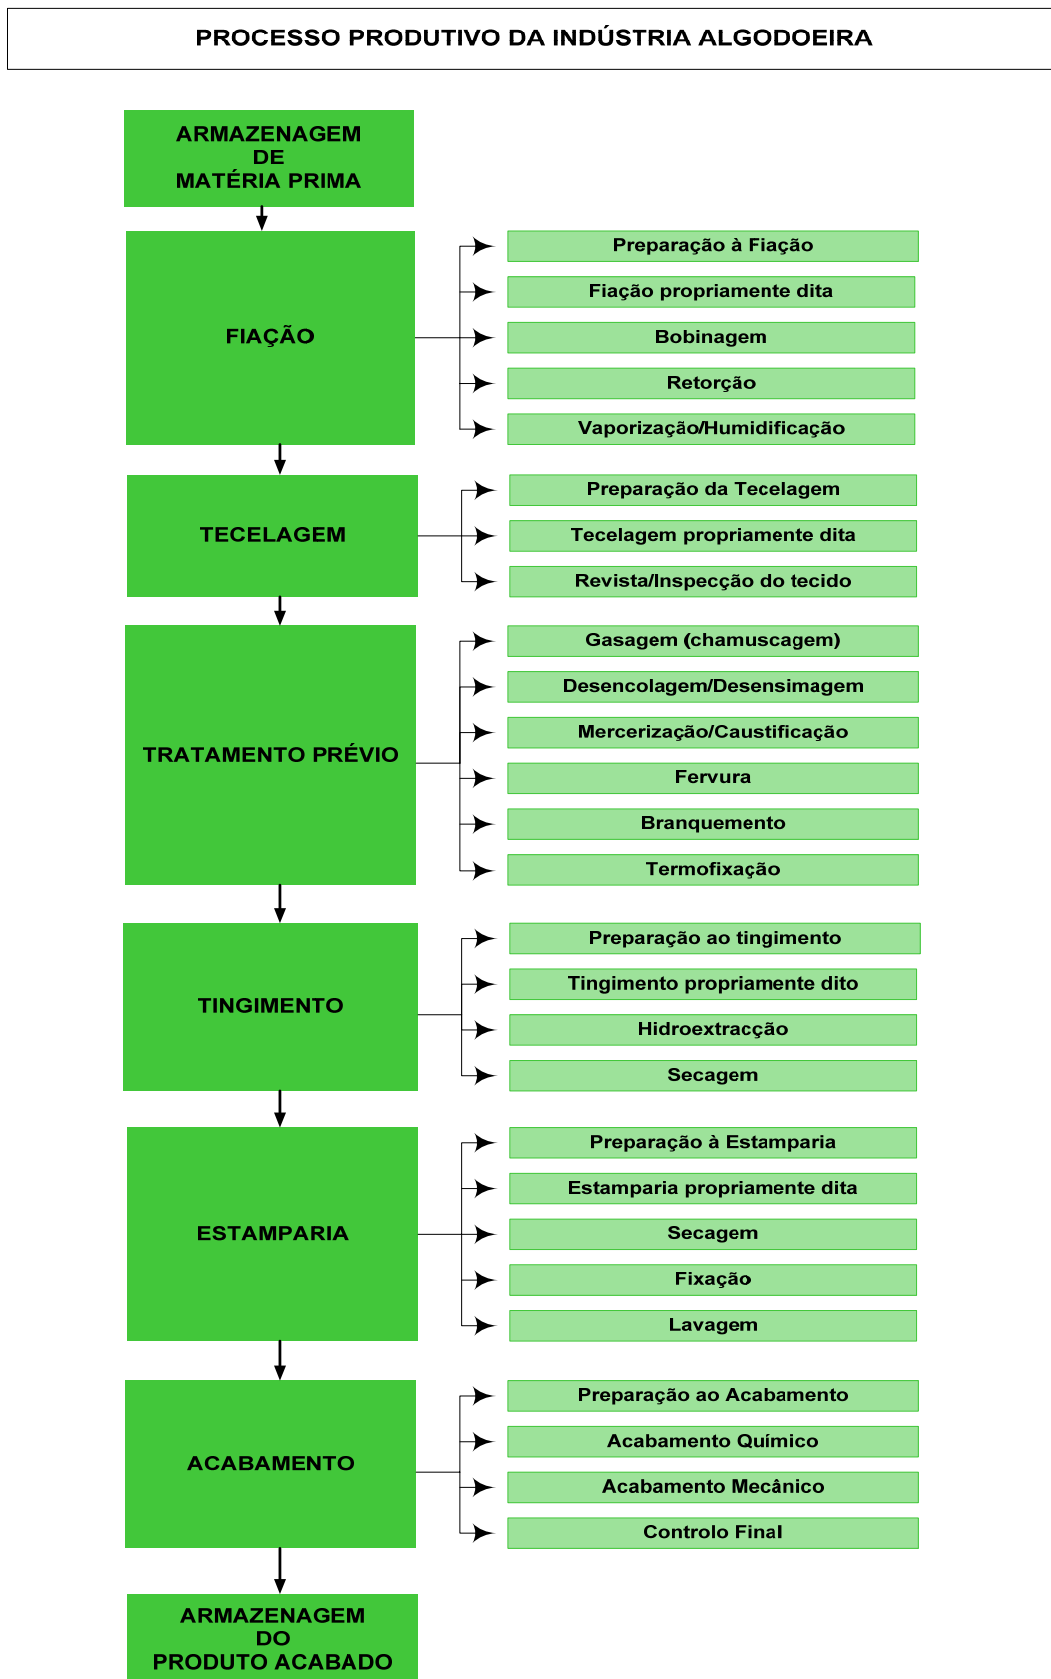 PROCESSO PRODUTIVO DA INDÚSTRIA ALGODOEIRA
ARMAZENAGEM
DE
MATÉRIA PRIMA
FIAÇÃO
Preparação à Fiação
Fiação propriamente dita
Bobinagem
Retorção
Vaporização/Humidificação
TECELAGEM
Preparação da Tecelagem
Tecelagem propriamente dita
Revista/Inspecção do tecido
TRATAMENTO PRÉVIO
Gasagem (chamuscagem)
Desencolagem/Desensimagem
Mercerização/Caustificação
Fervura
Branquemento
Termofixação
TINGIMENTO
Preparação ao tingimento
Tingimento propriamente dito
Hidroextracção
Secagem
ESTAMPARIA
Preparação à Estamparia
Estamparia propriamente dita
Secagem
Fixação
Lavagem
ACABAMENTO
Preparação ao Acabamento
Acabamento Químico
Acabamento Mecânico
Controlo Final
ARMAZENAGEM
DO
PRODUTO ACABADO